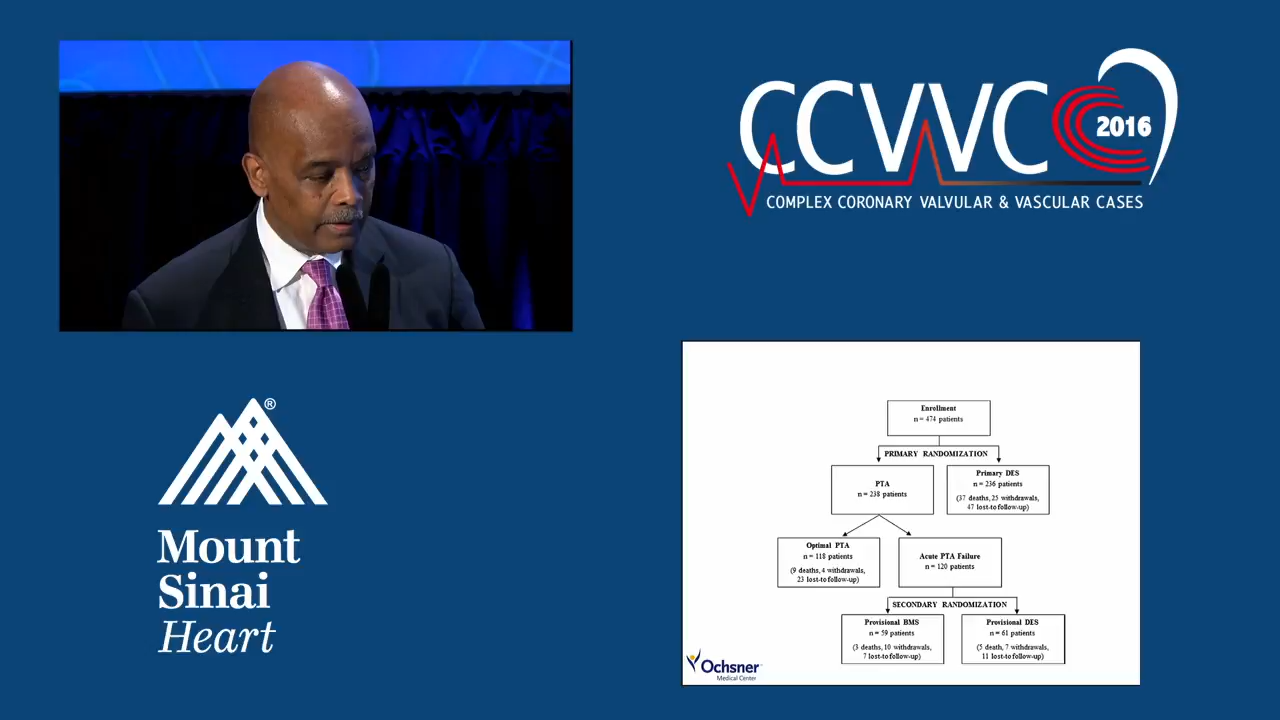 CCVVC
2016
COMPLEX CORONARY VALVULAR & VASCULAR CASES
®
Mount
Sinai
Heart
Enrollment
n = 474 patients
PRIMARY RANDOMIZATION
PTA
n = 238 patients
Primary DES
n = 236 patients
(37 deaths, 25 withdrawals,
47 lost-to follow-up)
Optimal PTA
n = 118 patients
(9 deaths, 4 withdrawals,
23 lost-to follow-up)
Acute PTA Failure
n = 120 patients
SECONDARY RANDOMIZATION
Provisional BMS
n = 59 patients
(3 deaths, 10 withdrawals,
7 lost-to follow-up)
Provisional DES
n = 61 patients
(5 death, 7 withdrawals,
11 lost-to follow-up)
Ochsner
Medical Center